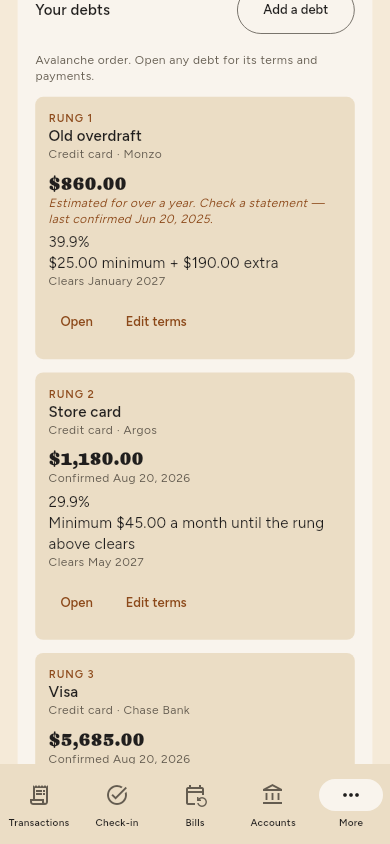 Your debts
Add a debt
Avalanche order. Open any debt for its terms and
payments.
RUNG 1
Old overdraft
Credit card · Monzo
$860.00
Estimated for over a year. Check a statement —
last confirmed Jun 20, 2025.
39.9%
$25.00 minimum + $190.00 extra
Clears January 2027
Open
Edit terms
RUNG 2
Store card
Credit card · Argos
$1,180.00
Confirmed Aug 20, 2026
29.9%
Minimum $45.00 a month until the rung
above clears
Clears May 2027
Open
Edit terms
RUNG 3
Visa
Credit card · Chase Bank
$5,685.00
Confirmed Aug 20, 2026
Transactions
Check-in
Bills
Accounts
More